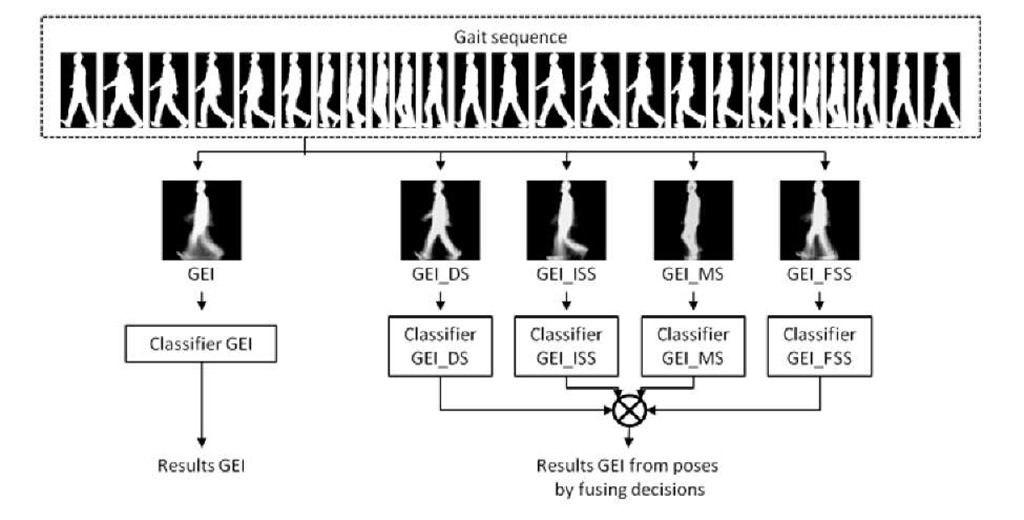 Gait sequence
GEI
GEI_DS
GEI_ISS
GEI_MS
GEI_FSS
Classifier GEI
Classifier
GEI_DS
Classifier
GEI_ISS
Classifier
GEI_MS
Classifier
GEI_FSS
Results GEI
Results GEI from poses
by fusing decisions